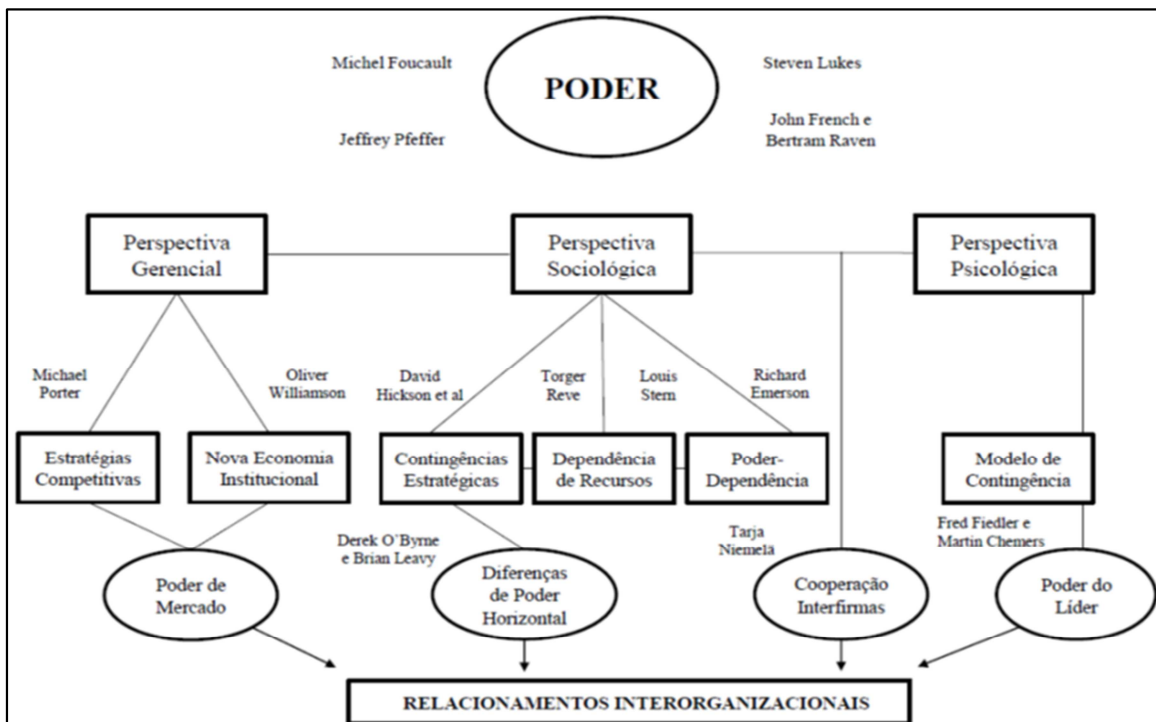 Michel Foucault
Steven Lukes
PODER
Jeffrey Pfeffer
John French e
Bertram Raven
Perspectiva
Gerencial
Perspectiva
Sociológica
Perspectiva
Psicológica
Michael
Porter
Oliver
Williamson
David
Hickson et al
Torger
Reve
Louis
Stern
Richard
Emerson
Estratégias
Competitivas
Nova Economia
Institucional
Contingências
Estratégicas
Dependência
de Recursos
Poder-
Dependência
Modelo de
Contingência
Derek O´Byrne
e Brian Leavy
Tarja
Niemelä
Fred Fiedler e
Martin Chemers
Poder de
Mercado
Diferenças
de Poder
Horizontal
Cooperação
Interfirmas
Poder do
Líder
RELACIONAMENTOS INTERORGANIZACIONAIS